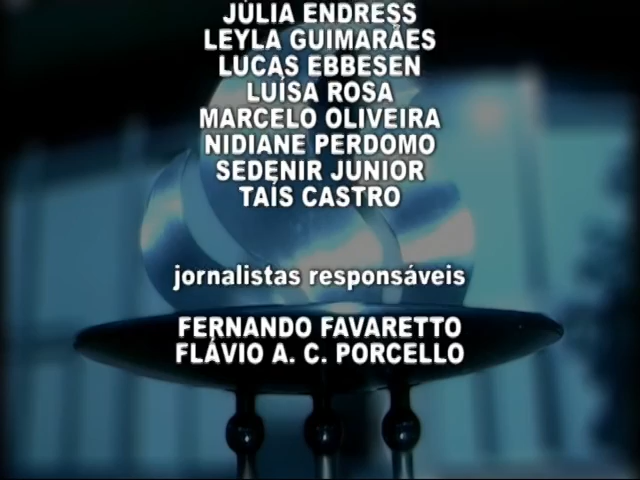 JÚLIA ENDRESS
LEYLA GUIMARÃES
LUCAS EBBESEN
LUÍSA ROSA
MARCELO OLIVEIRA
NIDIANE PERDOMO
SEDENIR JUNIOR
TAÍS CASTRO
jornalistas responsáveis
FERNANDO FAVARETTO
FLÁVIO A. C. PORCELLO